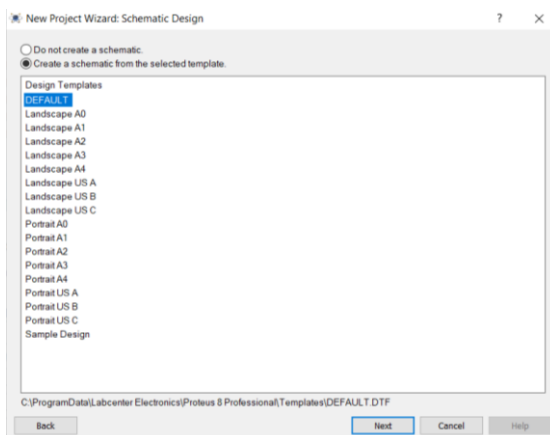 New Project Wizard: Schematic Design
Do not create a schematic.
Create a schematic from the selected template.
Design Templates
DEFAULT
Landscape A0
Landscape A1
Landscape A2
Landscape A3
Landscape A4
Landscape US A
Landscape US B
Landscape US C
Portrait A0
Portrait A1
Portrait A2
Portrait A3
Portrait A4
Portrait US A
Portrait US B
Portrait US C
Sample Design
C:\ProgramData\Labcenter Electronics\Proteus 8 Professional\Templates\DEFAULT.DTF
Back Next Cancel Help